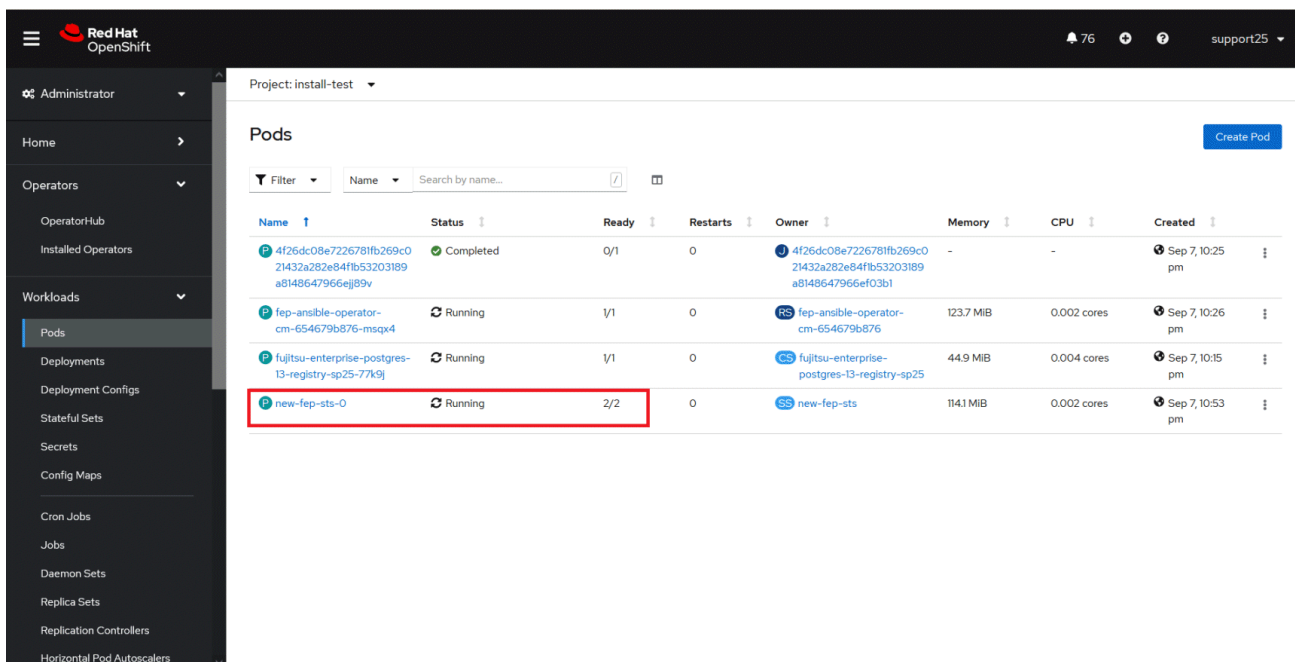 Red Hat
OpenShift
76
support25
Administrator
Home
Operators
OperatorHub
Installed Operators
Workloads
Pods
Deployments
Deployment Configs
Stateful Sets
Secrets
Config Maps
Cron Jobs
Jobs
Daemon Sets
Replica Sets
Replication Controllers
Horizontal Pod Autoscalers
Project: install-test
Pods
Create Pod
Filter Name Search by name... /
Name Status Ready Restarts Owner Memory CPU Created
P 4f26dc08e7226781fb269c0 Completed 0/1 0 J 4f26dc08e7226781fb269c0 - - Sep 7, 10:25
21432a282e84f1b53203189 21432a282e84f1b53203189 pm
a8148647966ejj89v a8148647966ef03b1
P fep-ansible-operator- Running 1/1 0 RS fep-ansible-operator- 123.7 MiB 0.002 cores Sep 7, 10:26
cm-654679b876-msqx4 cm-654679b876 pm
P fujitsu-enterprise-postgres- Running 1/1 0 CS fujitsu-enterprise- 44.9 MiB 0.004 cores Sep 7, 10:15
13-registry-sp25-77k9j postgres-13-registry-sp25 pm
P new-fep-sts-0 Running 2/2 0 SS new-fep-sts 114.1 MiB 0.002 cores Sep 7, 10:53
pm